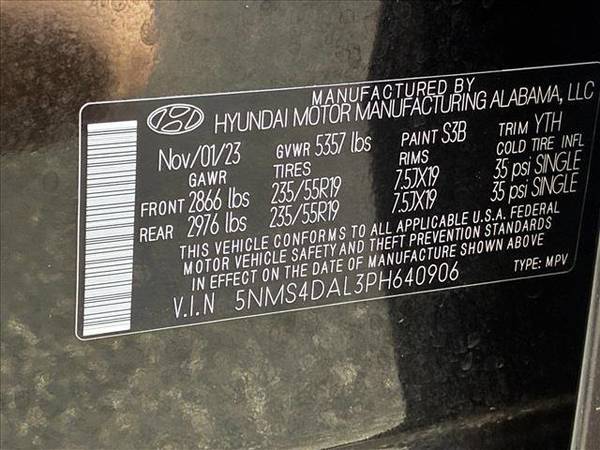 MANUFACTURED BY
HYUNDAI MOTOR MANUFACTURING ALABAMA, LLC
Nov/01/23 GVWR 5357 lbs PAINT S3B TRIM YTH
GAWR TIRES RIMS COLD TIRE INFL
FRONT 2866 lbs 235/55R19 7.5JX19 35 psi SINGLE
REAR 2976 lbs 235/55R19 7.5JX19 35 psi SINGLE
THIS VEHICLE CONFORMS TO ALL APPLICABLE U.S.A. FEDERAL
MOTOR VEHICLE SAFETY AND THEFT PREVENTION STANDARDS
IN EFFECT ON THE DATE OF MANUFACTURE SHOWN ABOVE
V.I.N 5NMS4DAL3PH640906 TYPE: MPV